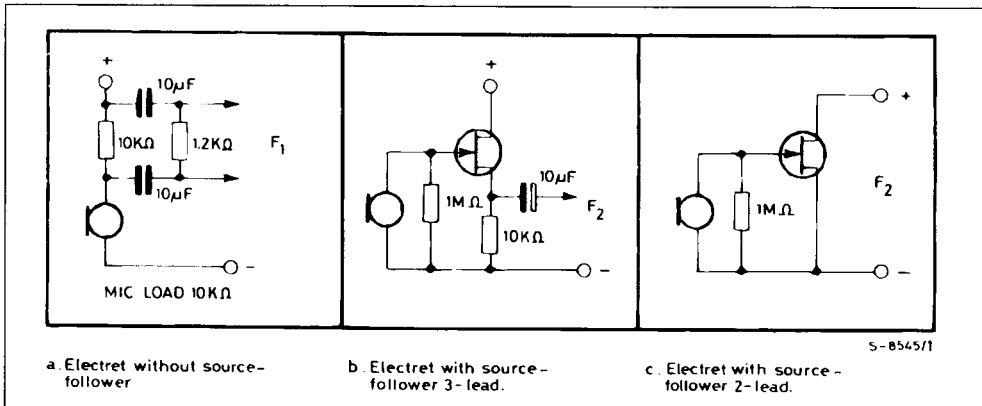 +
10µF
10KΩ
1.2KΩ
F1
10µF
-
MIC LOAD 10KΩ
+
10µF
1MΩ
F2
10KΩ
-
+
1MΩ
F2
-
S-8545/1
a. Electret without source-
follower
b. Electret with source-
follower 3-lead.
c. Electret with source-
follower 2-lead.